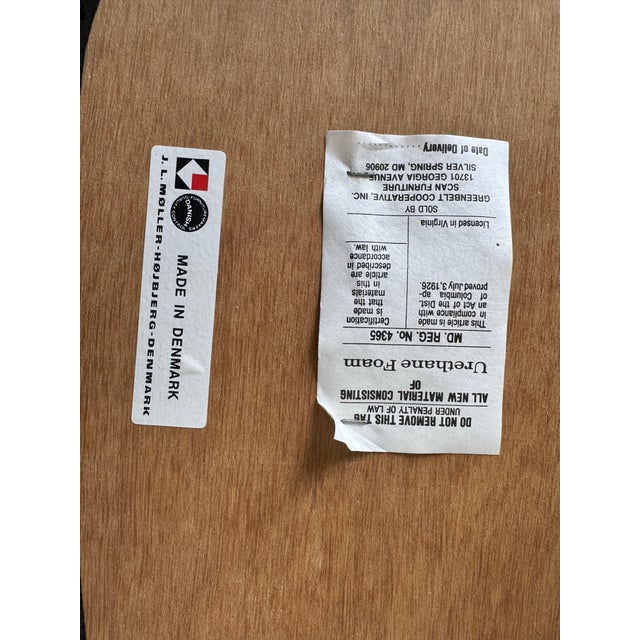 DANISH
FURNITUREMAKERS'
CONTROL
MADE IN DENMARK
J. L. MØLLER-HØJBJERG-DENMARK
DO NOT REMOVE THIS TAG
UNDER PENALTY OF LAW
ALL NEW MATERIAL CONSISTING
OF
Urethane Foam
MD. REG. No. 4365
Certification
is made
that the
materials
in this
article are
described in
accordance
with law.
This article is made
in compliance with
an Act of the Dist.
of Columbia ap-
proved July 3, 1926.
Licensed in Virginia
SOLD BY
GREENBELT COOPERATIVE, INC.
SCAN FURNITURE
13701 GEORGIA AVENUE
SILVER SPRING, MD 20906
Date of Delivery